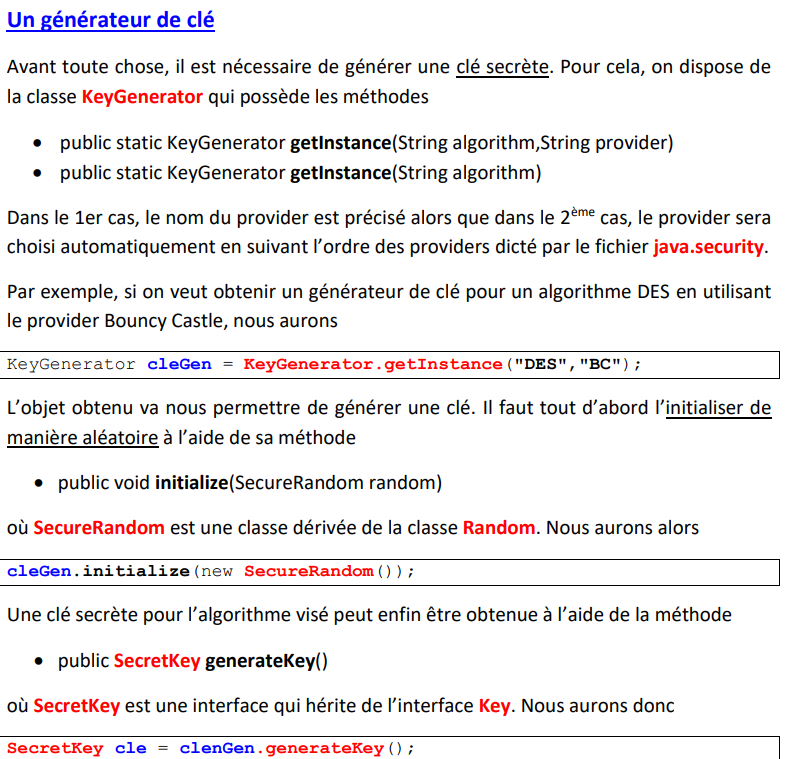 Un générateur de clé
Avant toute chose, il est nécessaire de générer une clé secrète. Pour cela, on dispose de
la classe KeyGenerator qui possède les méthodes
• public static KeyGenerator getInstance(String algorithm,String provider)
• public static KeyGenerator getInstance(String algorithm)
Dans le 1er cas, le nom du provider est précisé alors que dans le 2ème cas, le provider sera
choisi automatiquement en suivant l’ordre des providers dicté par le fichier java.security.
Par exemple, si on veut obtenir un générateur de clé pour un algorithme DES en utilisant
le provider Bouncy Castle, nous aurons
KeyGenerator cleGen = KeyGenerator.getInstance("DES","BC");
L’objet obtenu va nous permettre de générer une clé. Il faut tout d’abord l’initialiser de
manière aléatoire à l’aide de sa méthode
• public void initialize(SecureRandom random)
où SecureRandom est une classe dérivée de la classe Random. Nous aurons alors
cleGen.initialize(new SecureRandom());
Une clé secrète pour l’algorithme visé peut enfin être obtenue à l’aide de la méthode
• public SecretKey generateKey()
où SecretKey est une interface qui hérite de l’interface Key. Nous aurons donc
SecretKey cle = clenGen.generateKey();